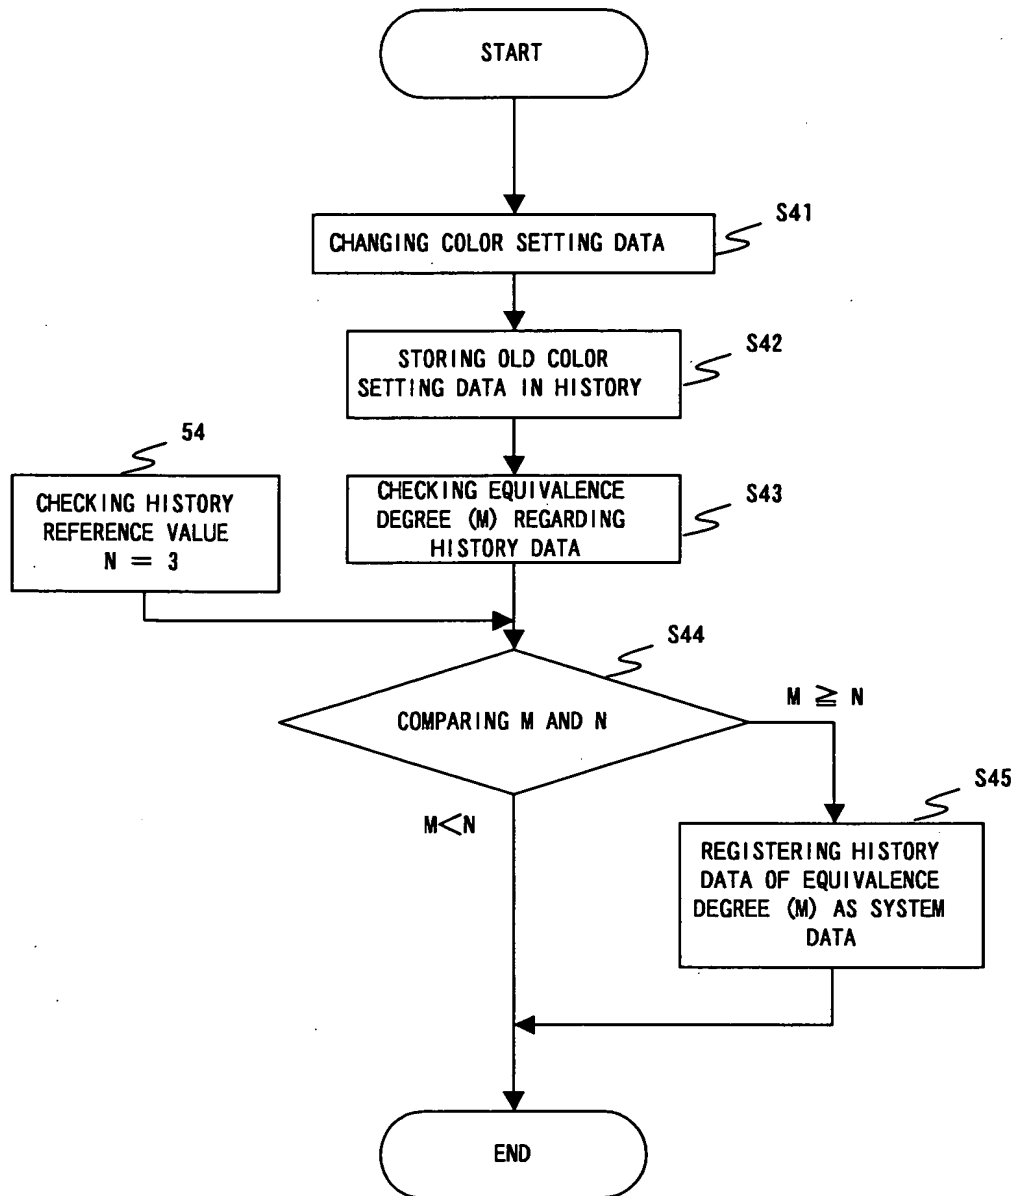 START
S41
CHANGING COLOR SETTING DATA
S42
STORING OLD COLOR
SETTING DATA IN HISTORY
54
CHECKING HISTORY
REFERENCE VALUE
N = 3
S43
CHECKING EQUIVALENCE
DEGREE (M) REGARDING
HISTORY DATA
S44
COMPARING M AND N
M ≧ N
M<N
S45
REGISTERING HISTORY
DATA OF EQUIVALENCE
DEGREE (M) AS SYSTEM
DATA
END